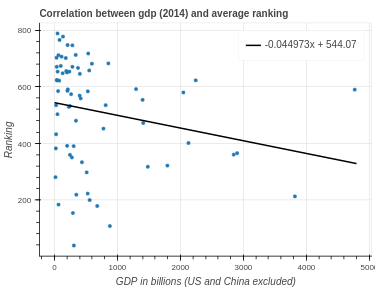 Correlation between gdp (2014) and average ranking
-0.044973x + 544.07
800
600
400
200
Ranking
0
1000
2000
3000
4000
5000
GDP in billions (US and China excluded)